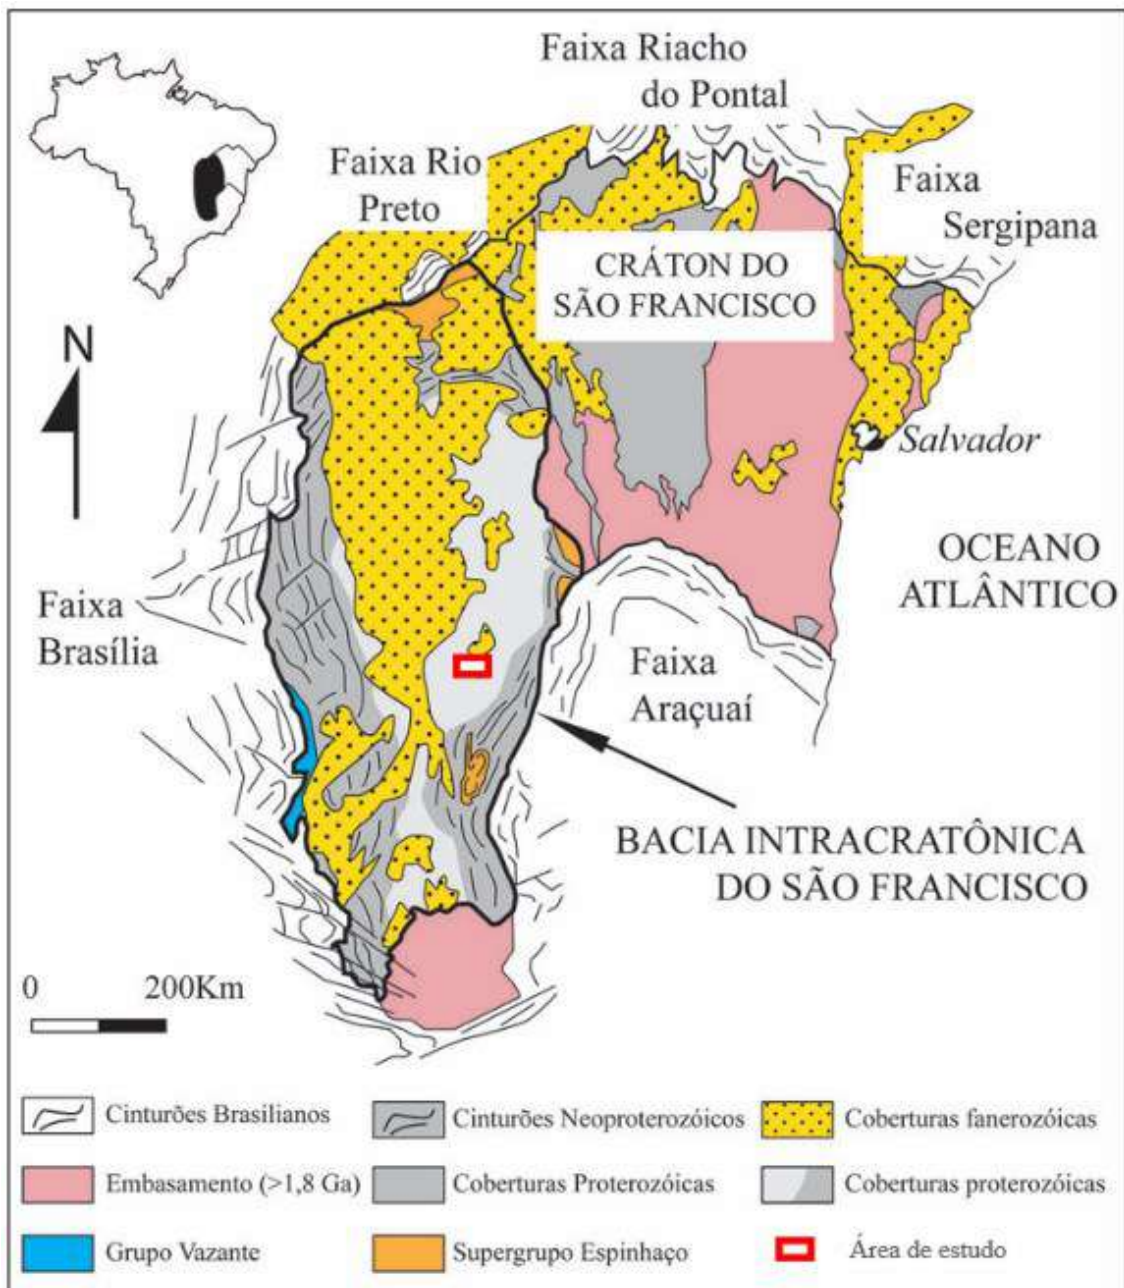 Faixa Riacho
do Pontal
Faixa Rio
Preto
Faixa
Sergipana
CRÁTON DO
SÃO FRANCISCO
N
Salvador
OCEANO
ATLÂNTICO
Faixa
Brasília
Faixa
Araçuaí
BACIA INTRACRATÔNICA
DO SÃO FRANCISCO
0 200Km
Cinturões Brasilianos
Cinturões Neoproterozóicos
Coberturas fanerozóicas
Embasamento (>1,8 Ga)
Coberturas Proterozóicas
Coberturas proterozóicas
Grupo Vazante
Supergrupo Espinhaço
Área de estudo